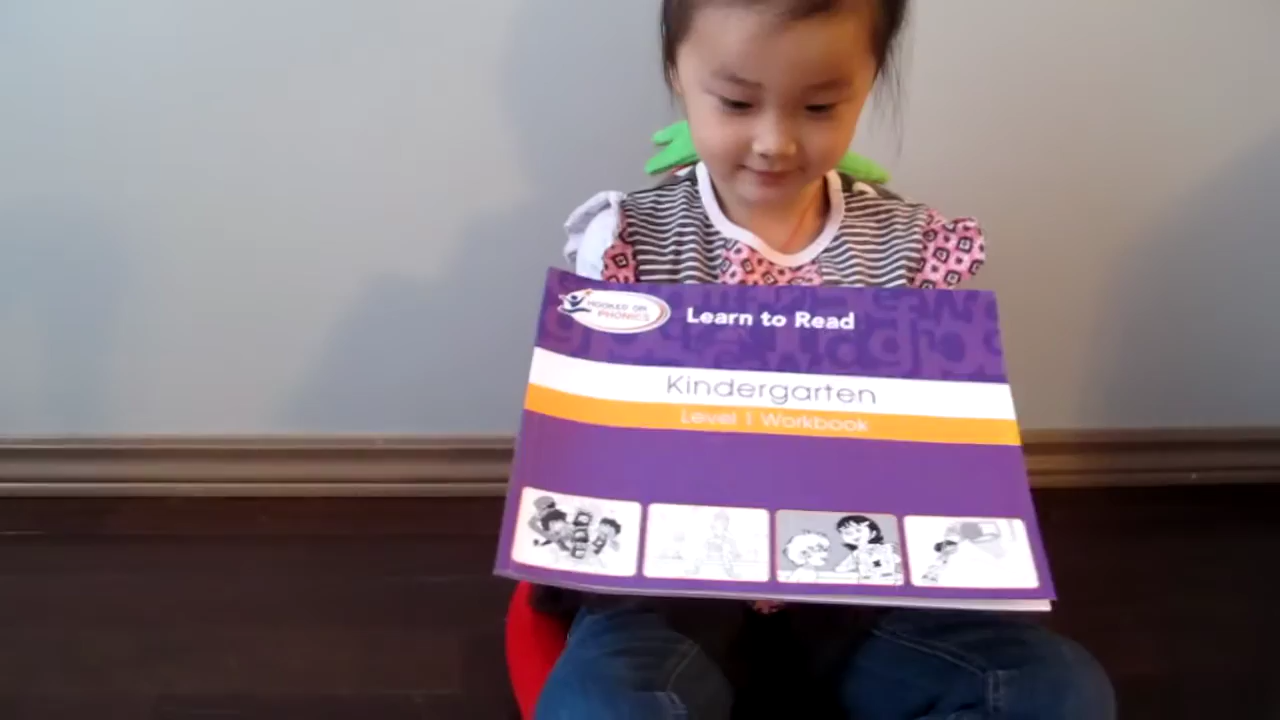 HOOKED ON
PHONICS
Learn to Read
Kindergarten
Level 1 Workbook